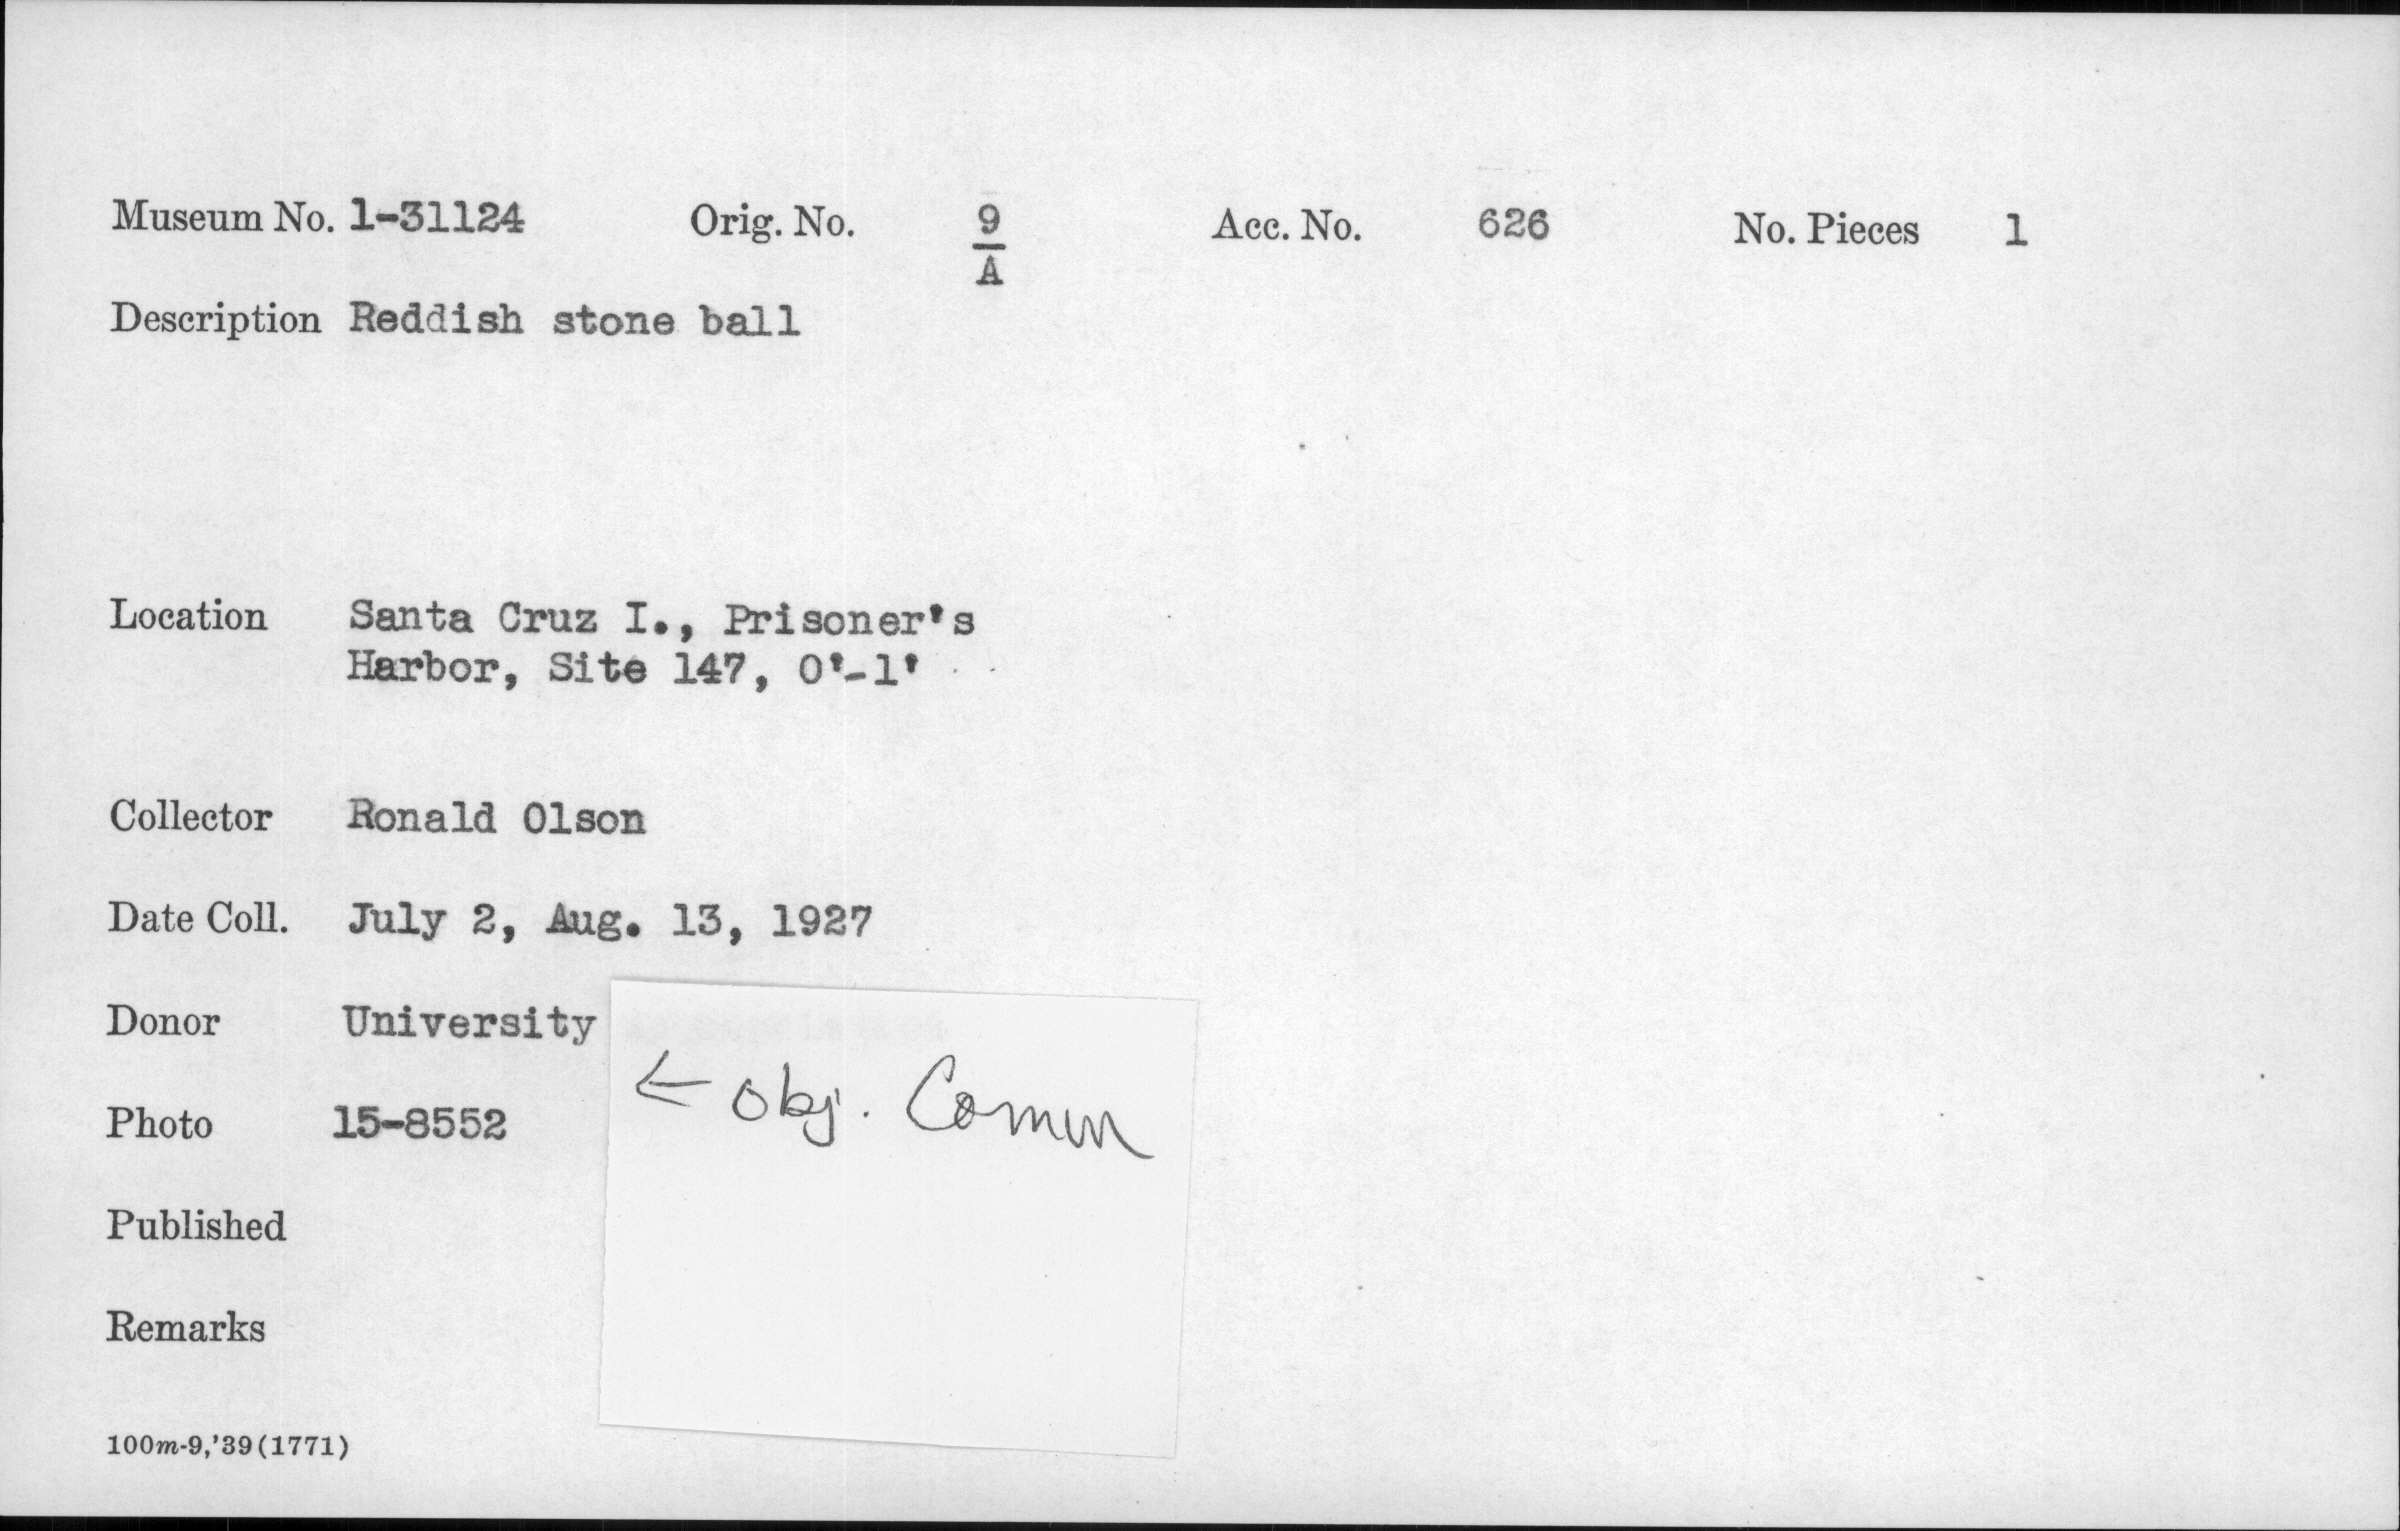 Museum No. 1-31124 Orig. No. 9/A Acc. No. 626 No. Pieces 1
Description Reddish stone ball
Location Santa Cruz I., Prisoner's
Harbor, Site 147, 0'-1'
Collector Ronald Olson
Date Coll. July 2, Aug. 13, 1927
Donor University
← obj. Comm
Photo 15-8552
Published
Remarks
100m-9,'39(1771)